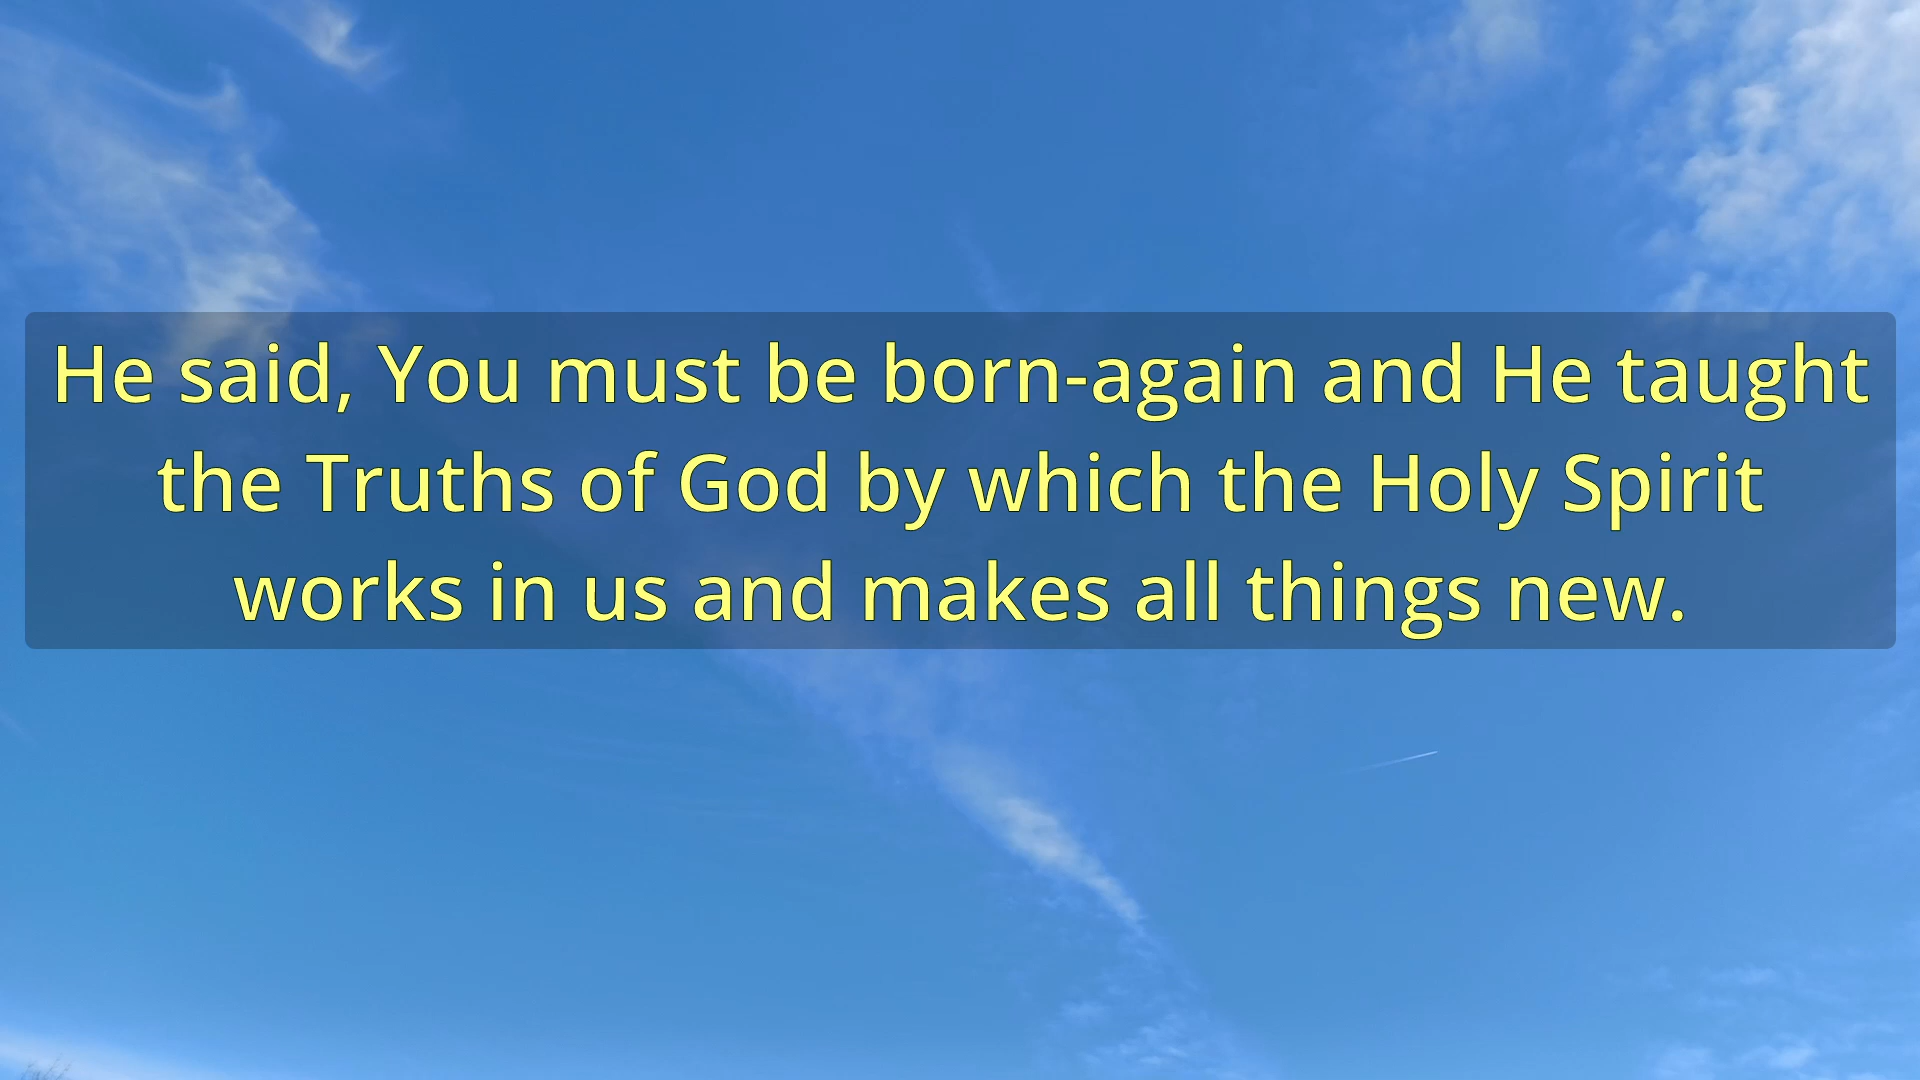 He said, You must be born-again and He taught
the Truths of God by which the Holy Spirit
works in us and makes all things new.